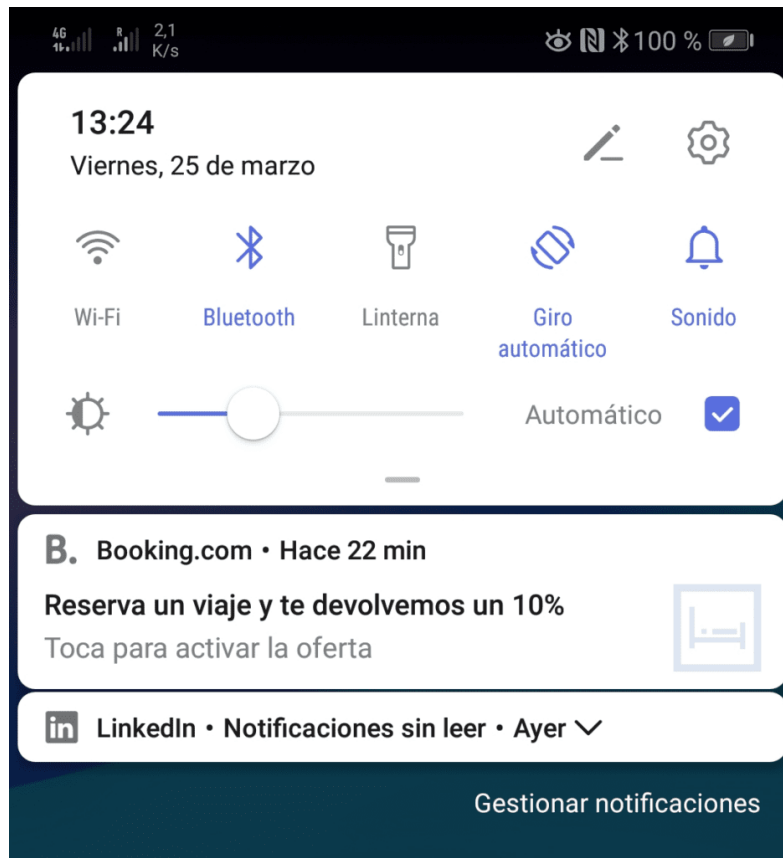 4G
R
2,1
K/s
100 %
13:24
Viernes, 25 de marzo
Wi-Fi
Bluetooth
Linterna
Giro
automático
Sonido
Automático
B. Booking.com • Hace 22 min
Reserva un viaje y te devolvemos un 10%
Toca para activar la oferta
in LinkedIn • Notificaciones sin leer • Ayer
Gestionar notificaciones